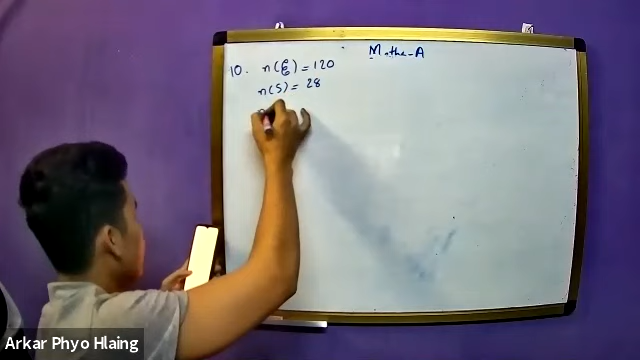 Maths-A
10. n(ℰ) = 120
n(S) = 28
Arkar Phyo Hlaing